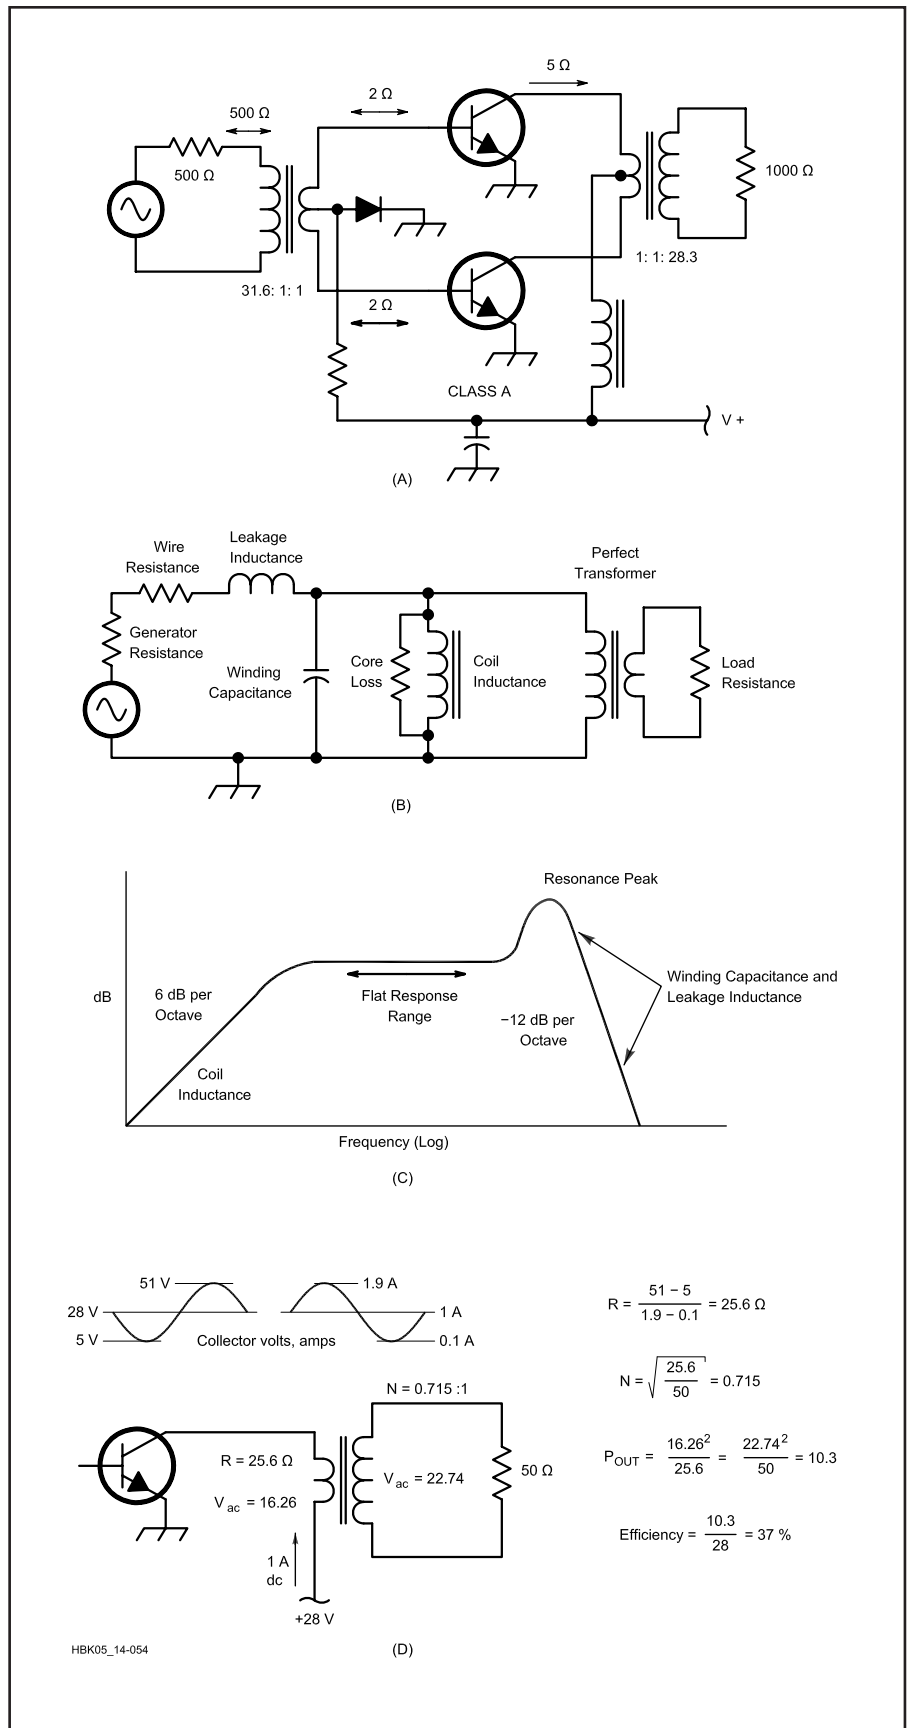 5 Ω
2 Ω
500 Ω
500 Ω
1000 Ω
1: 1: 28.3
31.6: 1: 1
2 Ω
CLASS A
V +
(A)
Leakage
Inductance
Wire
Resistance
Perfect
Transformer
Generator
Resistance
Winding
Capacitance
Core
Loss
Coil
Inductance
Load
Resistance
(B)
Resonance Peak
Winding Capacitance and
Leakage Inductance
dB
6 dB per
Octave
Flat Response
Range
−12 dB per
Octave
Coil
Inductance
Frequency (Log)
(C)
51 V
1.9 A
28 V
1 A
5 V
Collector volts, amps
0.1 A
R = (51 − 5)/(1.9 − 0.1) = 25.6 Ω
N = √(25.6/50) = 0.715
N = 0.715 :1
R = 25.6 Ω
V ac = 16.26
V ac = 22.74
50 Ω
P OUT = 16.26²/25.6 = 22.74²/50 = 10.3
Efficiency = 10.3/28 = 37 %
1 A
dc
+28 V
HBK05_14-054
(D)